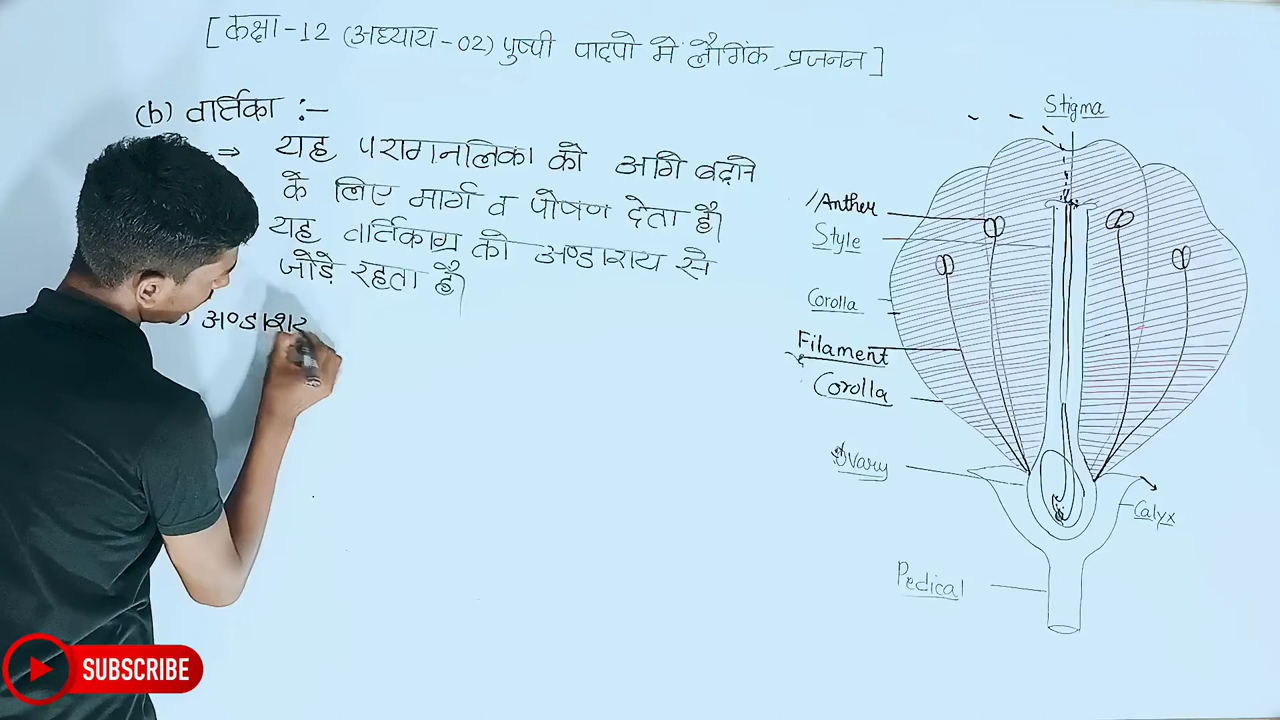 [ कक्षा -12 (अध्याय -02) पुष्पी पादपो मे लैगिंक प्रजनन ]
(b) वार्तिका :-
⇒ यह परागनलिका को आगे बढ़ाने
के लिए मार्ग व पोषण देता है।
यह वर्तिकाग्र को अण्डाशय से
जोड़े रहता है।
) अण्डाशय
Stigma
Anther
Style
Corolla
Filament
Corolla
Ovary
Calyx
Pedical
SUBSCRIBE